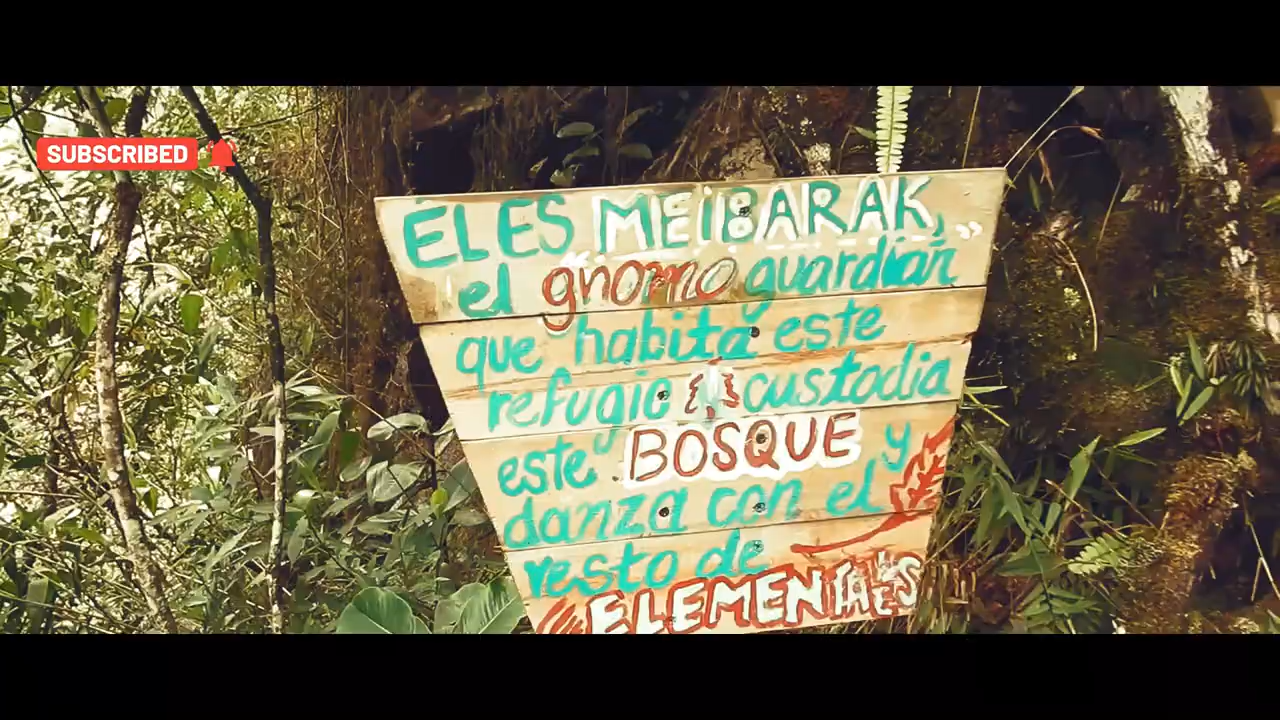 SUBSCRIBED
ÉL ES "MEIBARAK,"
el gnomo guardián
que habita este
refugio custodia
este BOSQUE y
danza con el
resto de
ELEMENTALES